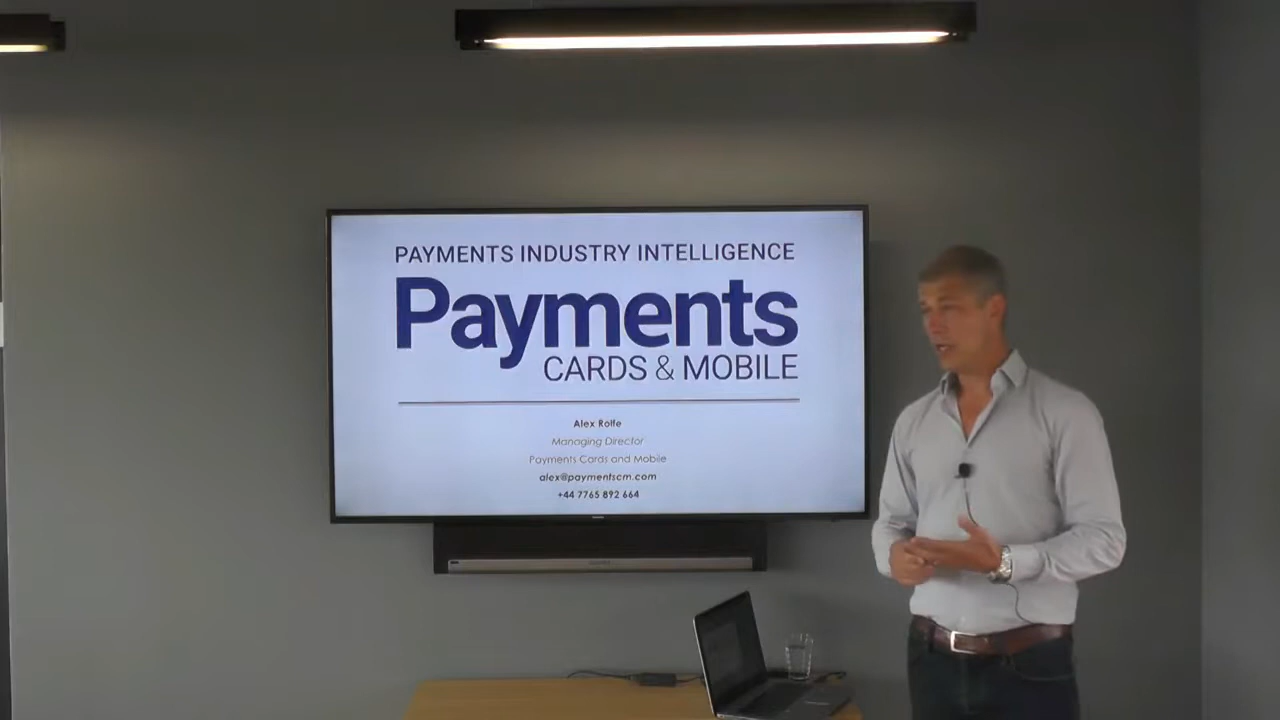 PAYMENTS INDUSTRY INTELLIGENCE
Payments
CARDS & MOBILE
Alex Rolfe
Managing Director
Payments Cards and Mobile
alex@paymentscm.com
+44 7765 892 664